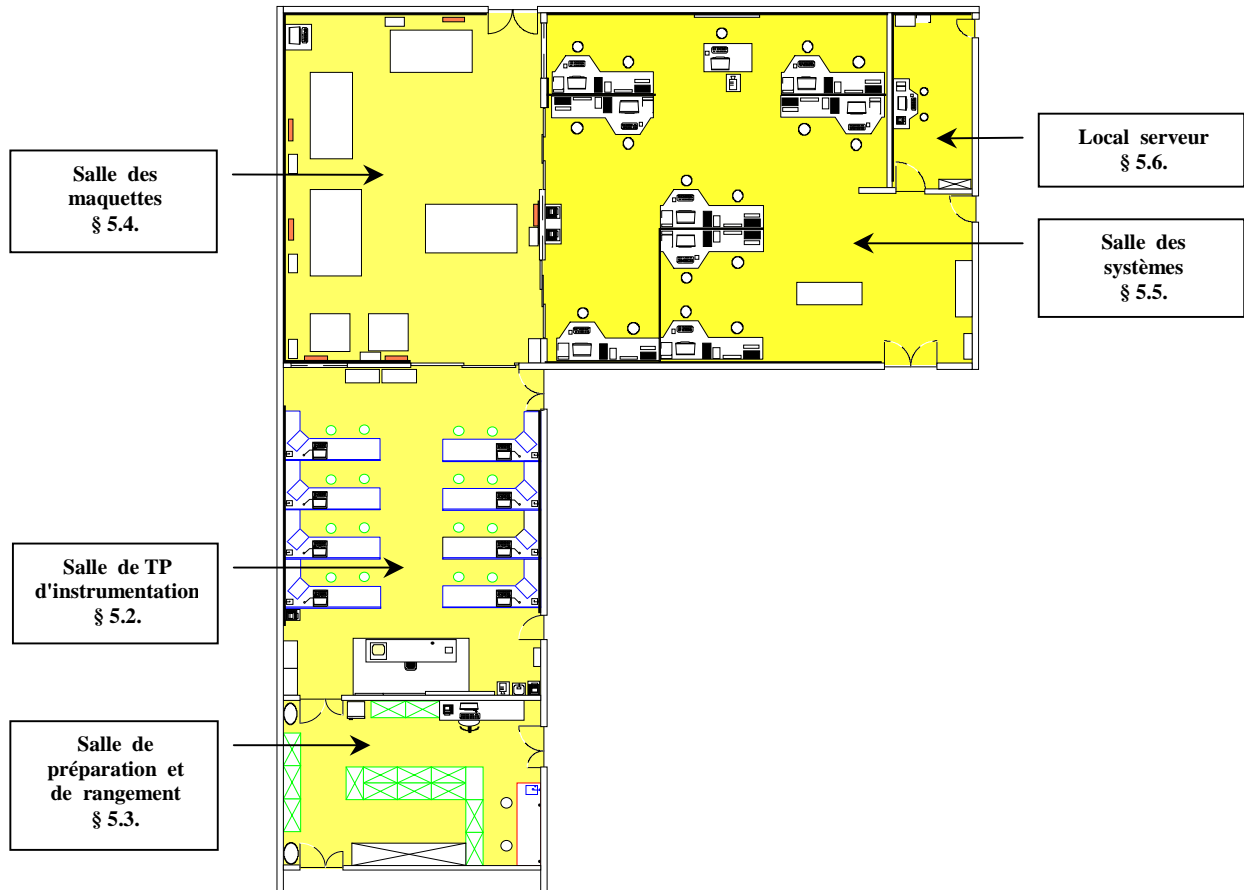 Salle des
maquettes
§ 5.4.
Local serveur
§ 5.6.
Salle des
systèmes
§ 5.5.
Salle de TP
d'instrumentation
§ 5.2.
Salle de
préparation et
de rangement
§ 5.3.